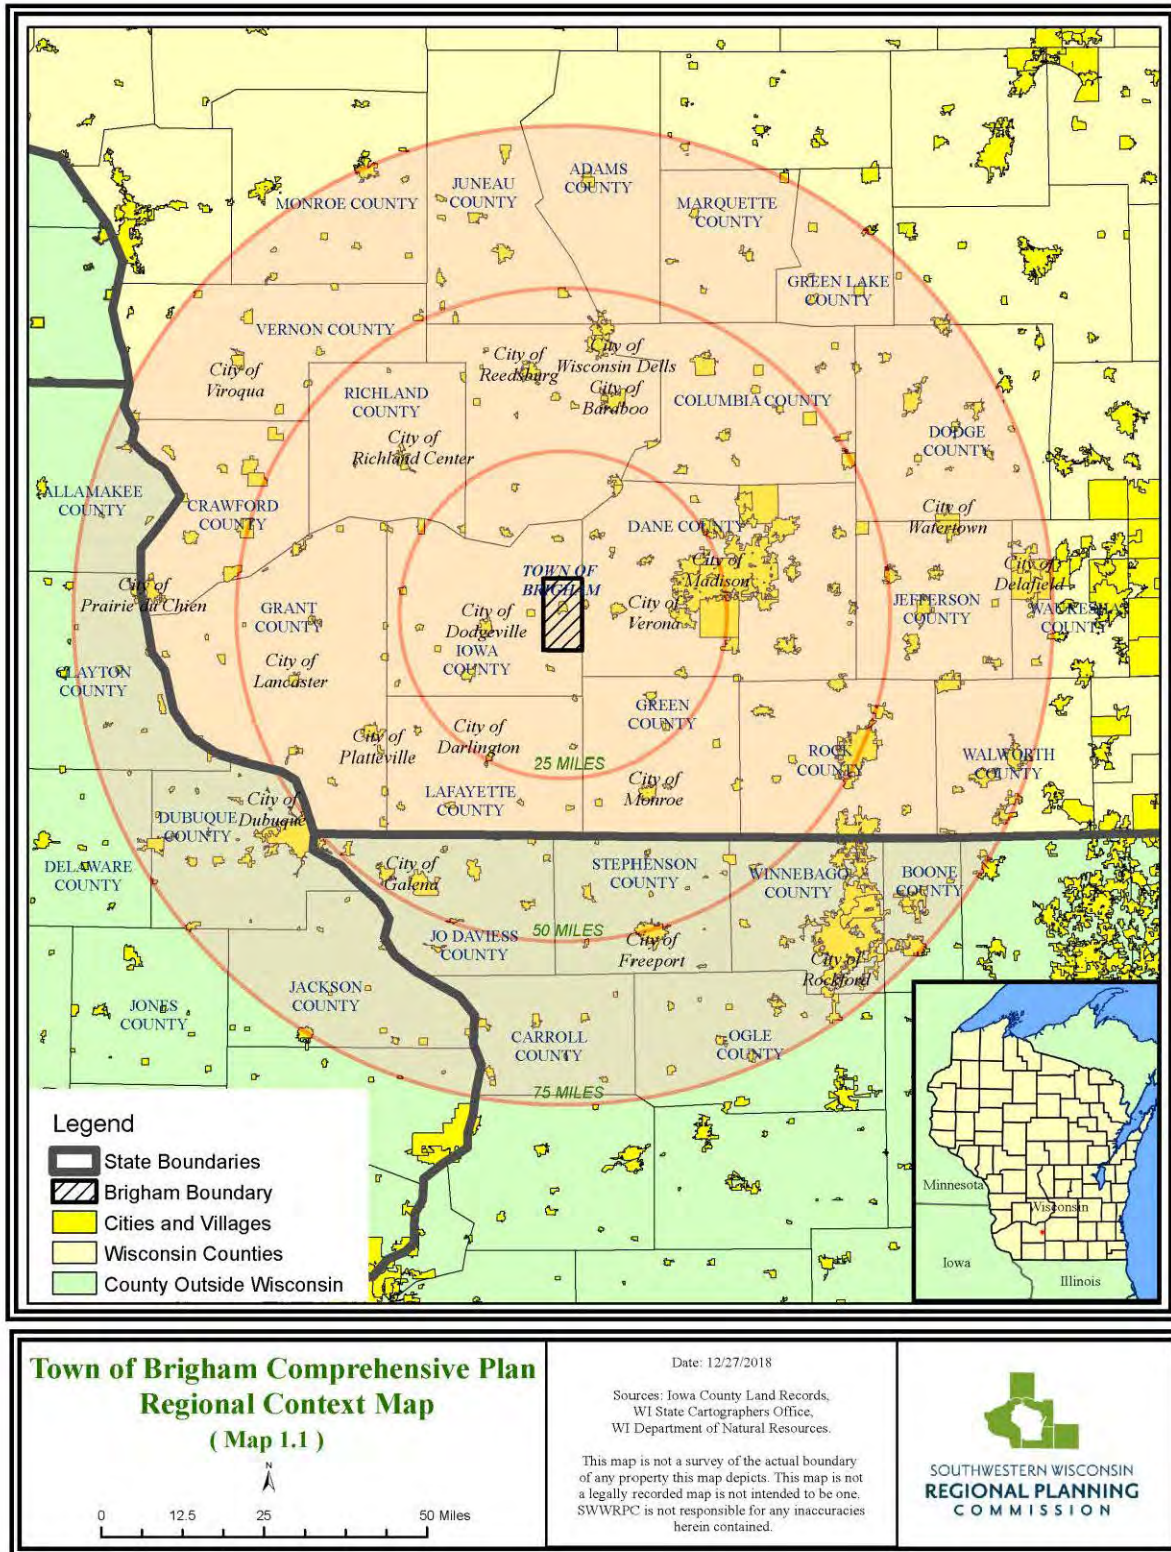 ADAMS
COUNTY
JUNEAU
COUNTY
MONROE COUNTY
MARQUETTE
COUNTY
GREEN LAKE
COUNTY
VERNON COUNTY
City of
Viroqua
City of
Reedsburg
City of
Wisconsin Dells
City of
Baraboo
RICHLAND
COUNTY
COLUMBIA COUNTY
City of
Richland Center
DODGE
COUNTY
ALLAMAKEE
COUNTY
CRAWFORD
COUNTY
DANE COUNTY
City of
Watertown
City of
Madison
City of
Delafield
TOWN OF
BRIGHAM
City of
Prairie du Chien
GRANT
COUNTY
City of
Dodgeville
IOWA
COUNTY
City of
Verona
JEFFERSON
COUNTY
WAUKESHA
COUNTY
CLAYTON
COUNTY
City of
Lancaster
GREEN
COUNTY
City of
Platteville
City of
Darlington
25 MILES
ROCK
COUNTY
WALWORTH
COUNTY
LAFAYETTE
COUNTY
City of
Monroe
City of
Dubuque
DUBUQUE
COUNTY
DELAWARE
COUNTY
City of
Galena
STEPHENSON
COUNTY
WINNEBAGO
COUNTY
BOONE
COUNTY
50 MILES
JO DAVIESS
COUNTY
City of
Freeport
City of
Rockford
JACKSON
COUNTY
JONES
COUNTY
CARROLL
COUNTY
OGLE
COUNTY
75 MILES
Legend
State Boundaries
Brigham Boundary
Cities and Villages
Wisconsin Counties
County Outside Wisconsin
Minnesota
Wisconsin
Iowa
Illinois
Town of Brigham Comprehensive Plan
Regional Context Map
( Map 1.1 )
N
0 12.5 25 50 Miles
Date: 12/27/2018
Sources: Iowa County Land Records,
WI State Cartographers Office,
WI Department of Natural Resources.
This map is not a survey of the actual boundary
of any property this map depicts. This map is not
a legally recorded map is not intended to be one.
SWWRPC is not responsible for any inaccuracies
herein contained.
SOUTHWESTERN WISCONSIN
REGIONAL PLANNING
COMMISSION